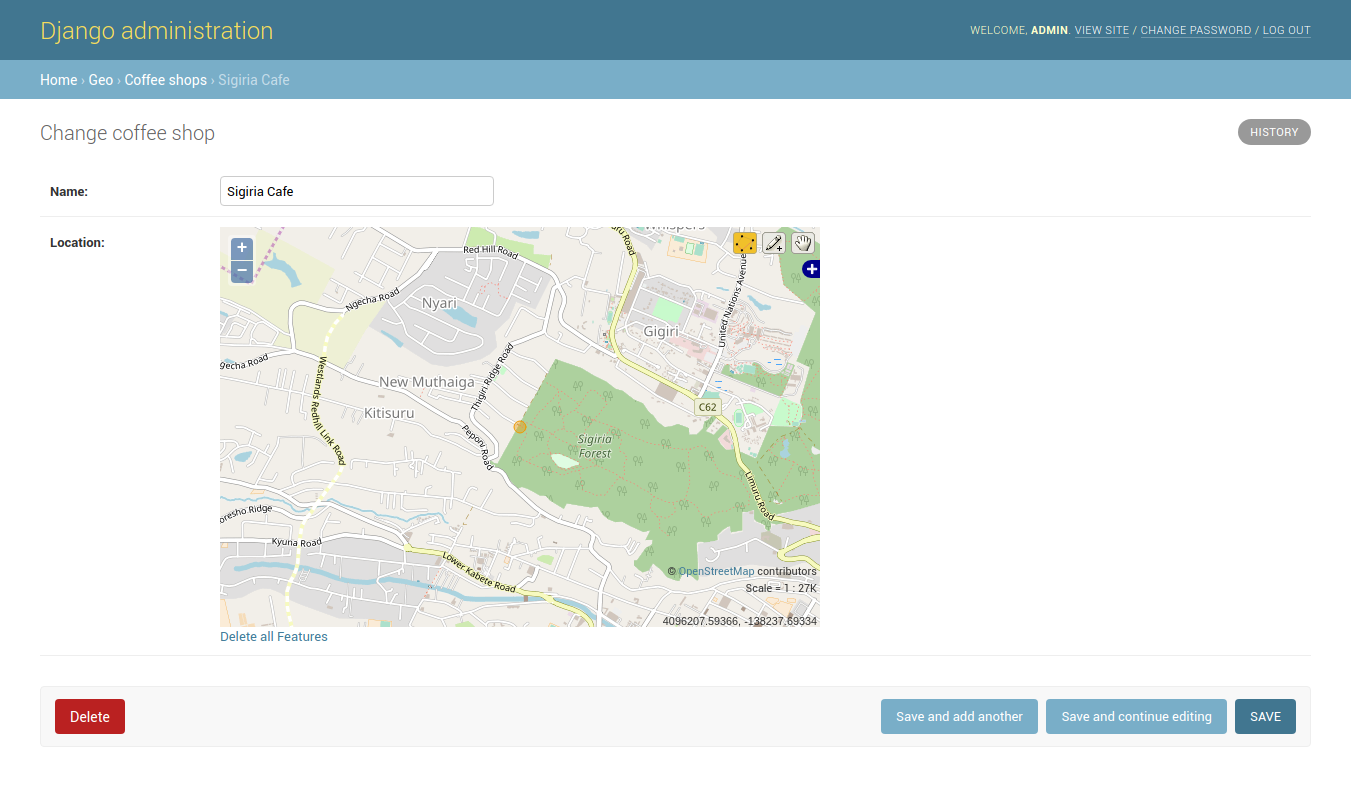 Django administration
WELCOME, ADMIN. VIEW SITE / CHANGE PASSWORD / LOG OUT
Home › Geo › Coffee shops › Sigiria Cafe
Change coffee shop
HISTORY
Name:
Sigiria Cafe
Location:
+
−
Whispers
Red Hill Road
Ngecha Road
Nyari
Gigiri
United Nations Avenue
gecha Road
Westlands Redhill Link Road
New Muthaiga
Thigiri Ridge Road
Kitisuru
C62
Peponi Road
Sigiria
Forest
Limuru Road
oresho Ridge
Kyuna Road
Lower Kabete Road
uru Road
© OpenStreetMap contributors
Scale = 1 : 27K
4096207.59366, -138237.69334
Delete all Features
Delete
Save and add another
Save and continue editing
SAVE